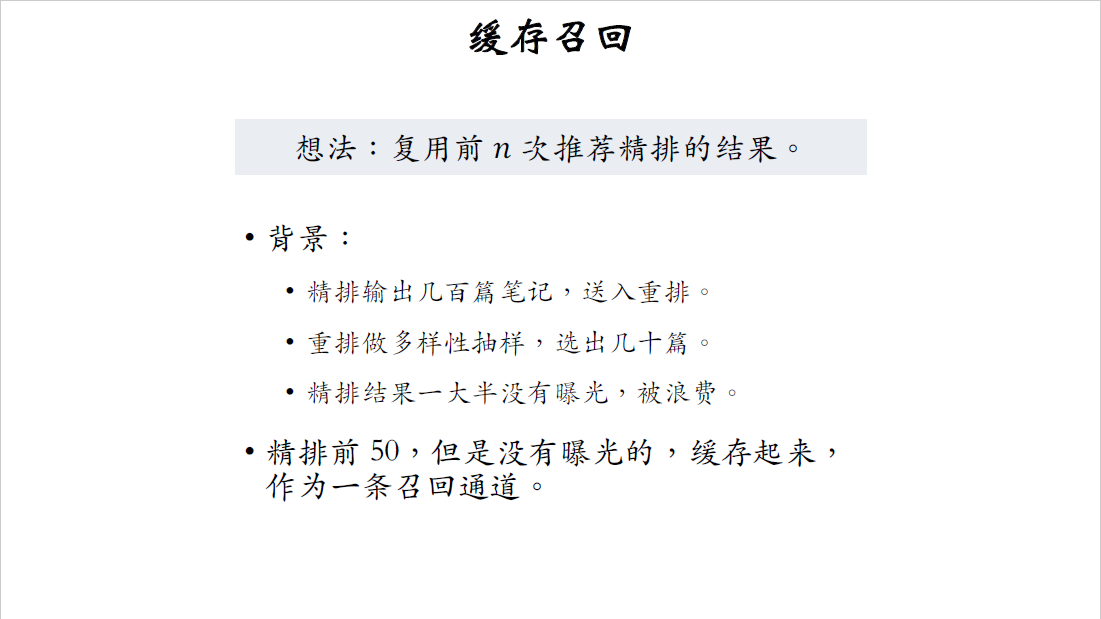 缓存召回
想法：复用前 n 次推荐精排的结果。
• 背景：
• 精排输出几百篇笔记，送入重排。
• 重排做多样性抽样，选出几十篇。
• 精排结果一大半没有曝光，被浪费。
• 精排前 50，但是没有曝光的，缓存起来，
作为一条召回通道。